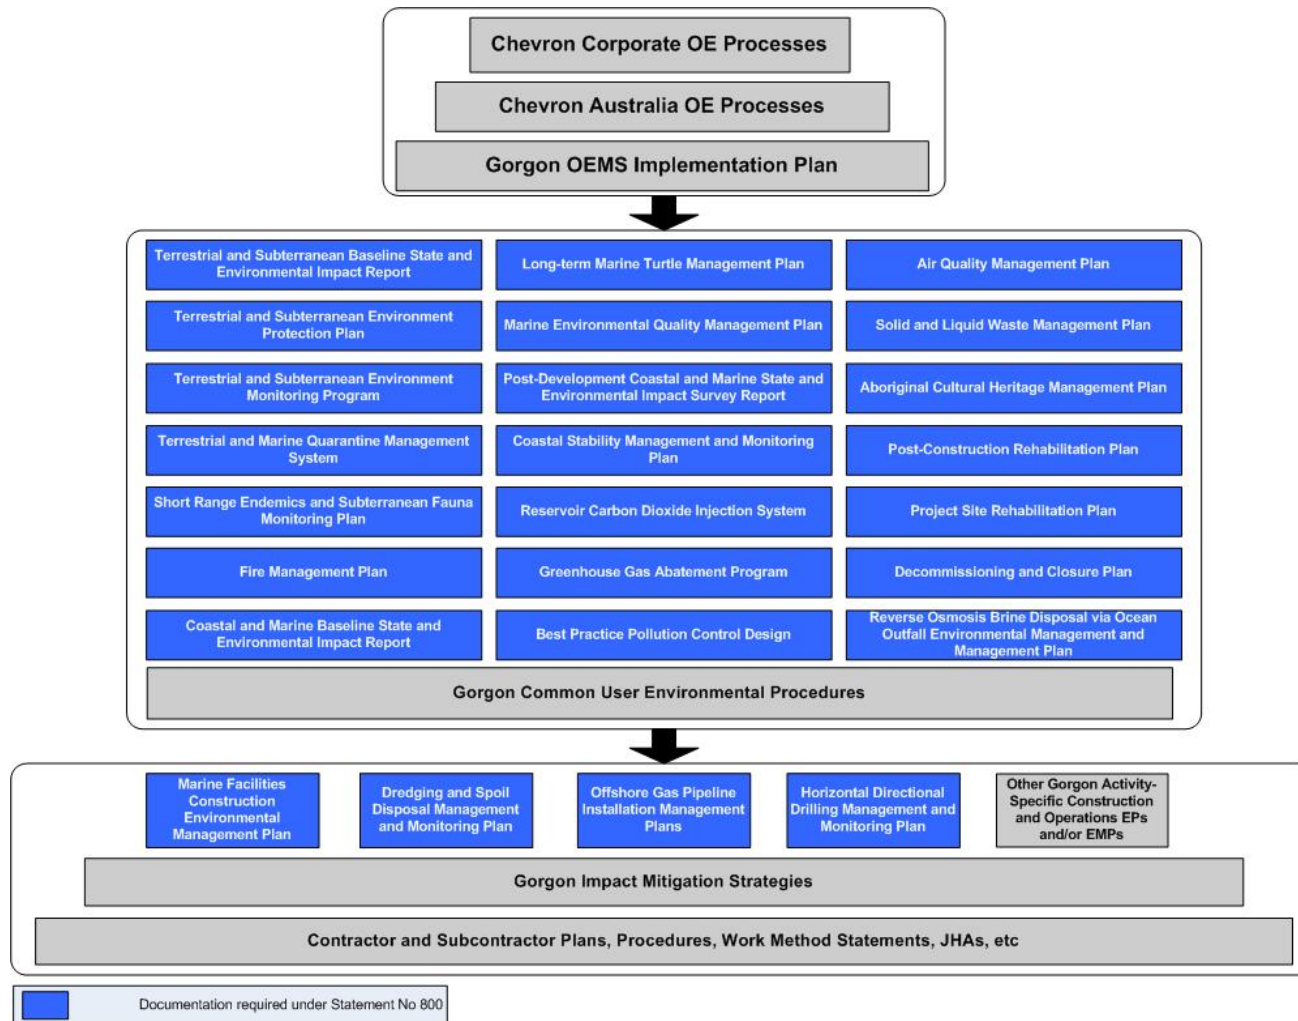 Chevron Corporate OE Processes
Chevron Australia OE Processes
Gorgon OEMS Implementation Plan
Terrestrial and Subterranean Baseline State and
Environmental Impact Report
Long-term Marine Turtle Management Plan
Air Quality Management Plan
Terrestrial and Subterranean Environment
Protection Plan
Marine Environmental Quality Management Plan
Solid and Liquid Waste Management Plan
Terrestrial and Subterranean Environment
Monitoring Program
Post-Development Coastal and Marine State and
Environmental Impact Survey Report
Aboriginal Cultural Heritage Management Plan
Terrestrial and Marine Quarantine Management
System
Coastal Stability Management and Monitoring
Plan
Post-Construction Rehabilitation Plan
Short Range Endemics and Subterranean Fauna
Monitoring Plan
Reservoir Carbon Dioxide Injection System
Project Site Rehabilitation Plan
Fire Management Plan
Greenhouse Gas Abatement Program
Decommissioning and Closure Plan
Coastal and Marine Baseline State and
Environmental Impact Report
Best Practice Pollution Control Design
Reverse Osmosis Brine Disposal via Ocean
Outfall Environmental Management and
Management Plan
Gorgon Common User Environmental Procedures
Marine Facilities
Construction
Environmental
Management Plan
Dredging and Spoil
Disposal Management
and Monitoring Plan
Offshore Gas Pipeline
Installation Management
Plans
Horizontal Directional
Drilling Management and
Monitoring Plan
Other Gorgon Activity-
Specific Construction
and Operations EPs
and/or EMPs
Gorgon Impact Mitigation Strategies
Contractor and Subcontractor Plans, Procedures, Work Method Statements, JHAs, etc
Documentation required under Statement No 800